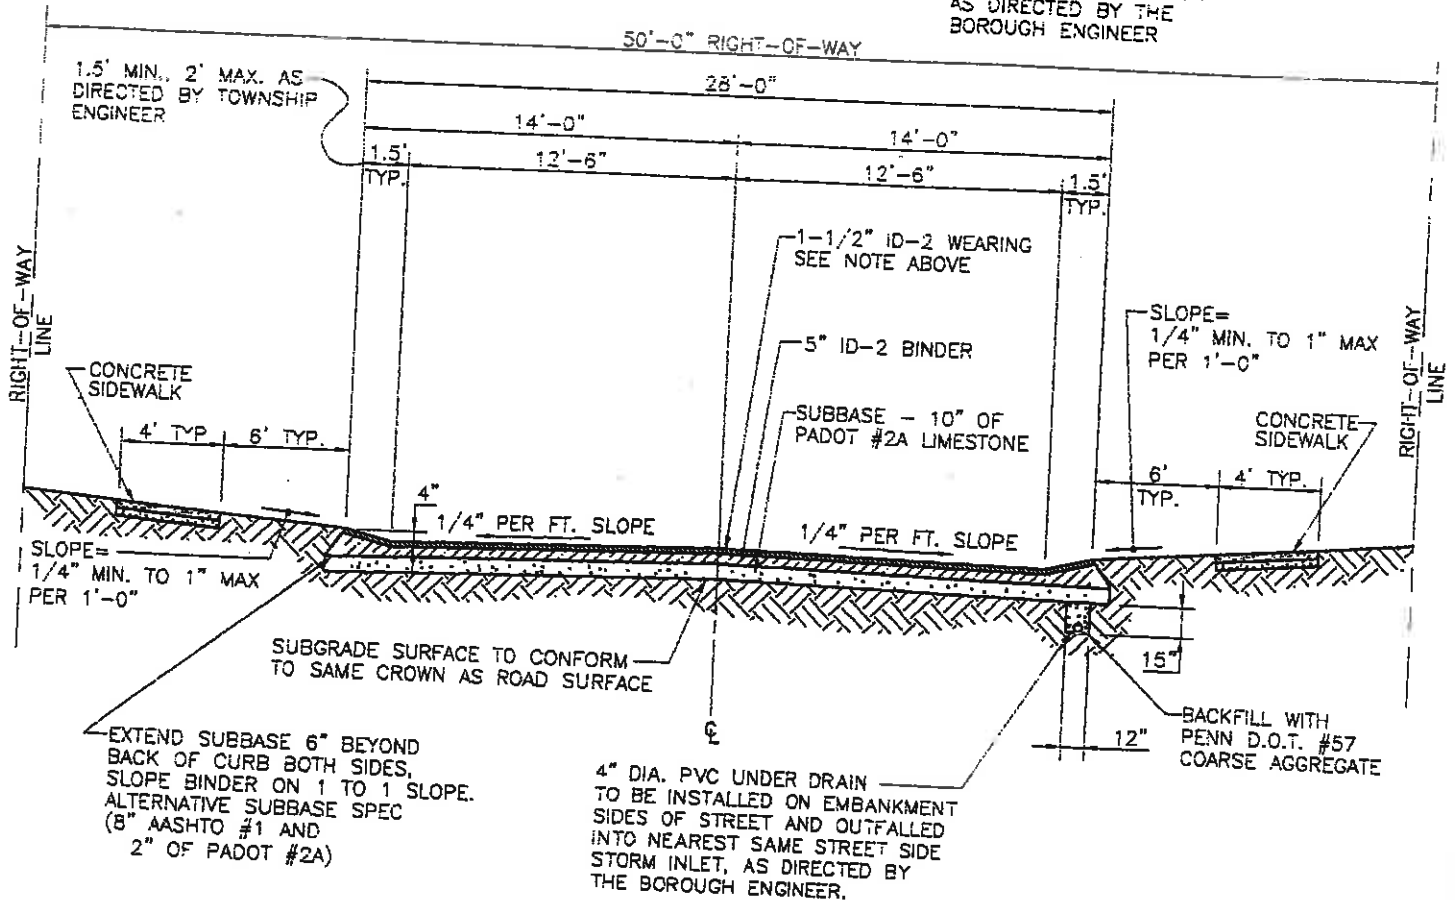 AS DIRECTED BY THE
BOROUGH ENGINEER
50'-0" RIGHT-OF-WAY
1.5' MIN., 2' MAX. AS
DIRECTED BY TOWNSHIP
ENGINEER
28'-0"
14'-0"
14'-0"
1.5'
TYP.
12'-6"
12'-6"
1.5'
TYP.
1-1/2" ID-2 WEARING
SEE NOTE ABOVE
5" ID-2 BINDER
SUBBASE - 10" OF
PADOT #2A LIMESTONE
RIGHT-OF-WAY
LINE
CONCRETE
SIDEWALK
4' TYP
6' TYP.
SLOPE=
1/4" MIN. TO 1" MAX
PER 1'-0"
CONCRETE
SIDEWALK
RIGHT-OF-WAY
LINE
6'
TYP.
4' TYP.
4"
1/4" PER FT. SLOPE
1/4" PER FT. SLOPE
SLOPE=
1/4" MIN. TO 1" MAX
PER 1'-0"
SUBGRADE SURFACE TO CONFORM
TO SAME CROWN AS ROAD SURFACE
15"
12"
BACKFILL WITH
PENN D.O.T. #57
COARSE AGGREGATE
EXTEND SUBBASE 6" BEYOND
BACK OF CURB BOTH SIDES,
SLOPE BINDER ON 1 TO 1 SLOPE.
ALTERNATIVE SUBBASE SPEC
(8" AASHTO #1 AND
2" OF PADOT #2A)
℄
4" DIA. PVC UNDER DRAIN
TO BE INSTALLED ON EMBANKMENT
SIDES OF STREET AND OUTFALLED
INTO NEAREST SAME STREET SIDE
STORM INLET, AS DIRECTED BY
THE BOROUGH ENGINEER.